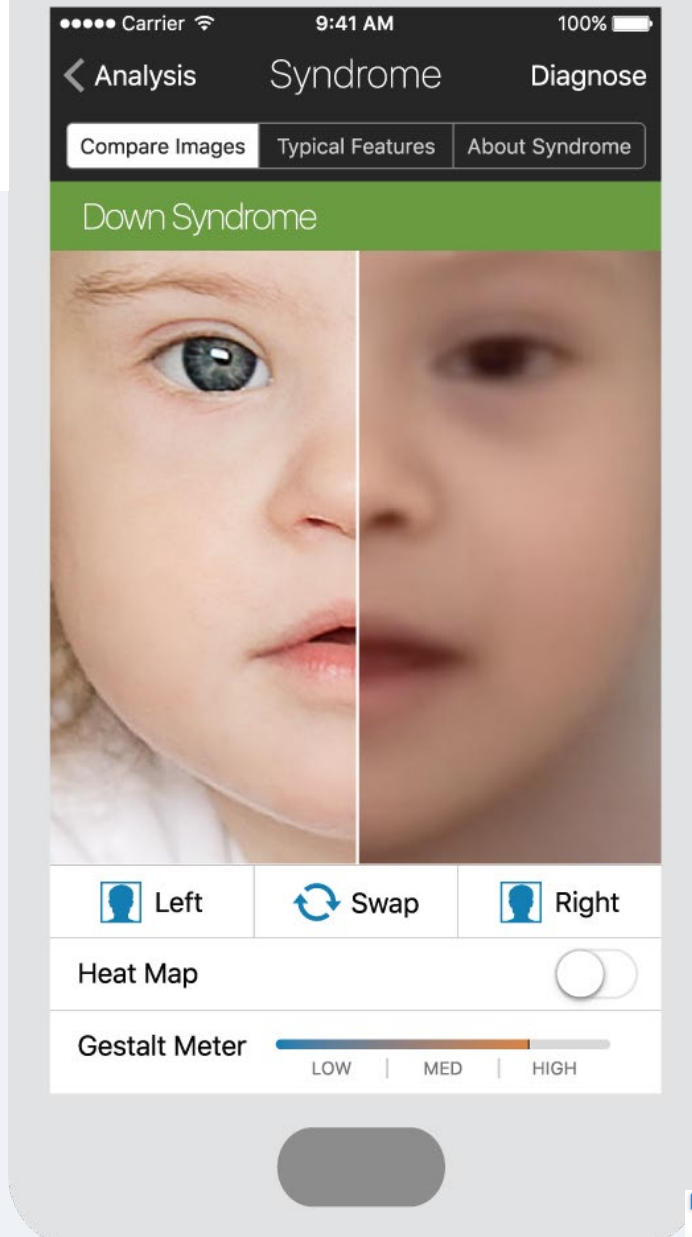 Carrier 9:41 AM 100%
Analysis Syndrome Diagnose
Compare Images Typical Features About Syndrome
Down Syndrome
Left Swap Right
Heat Map
Gestalt Meter
LOW | MED | HIGH